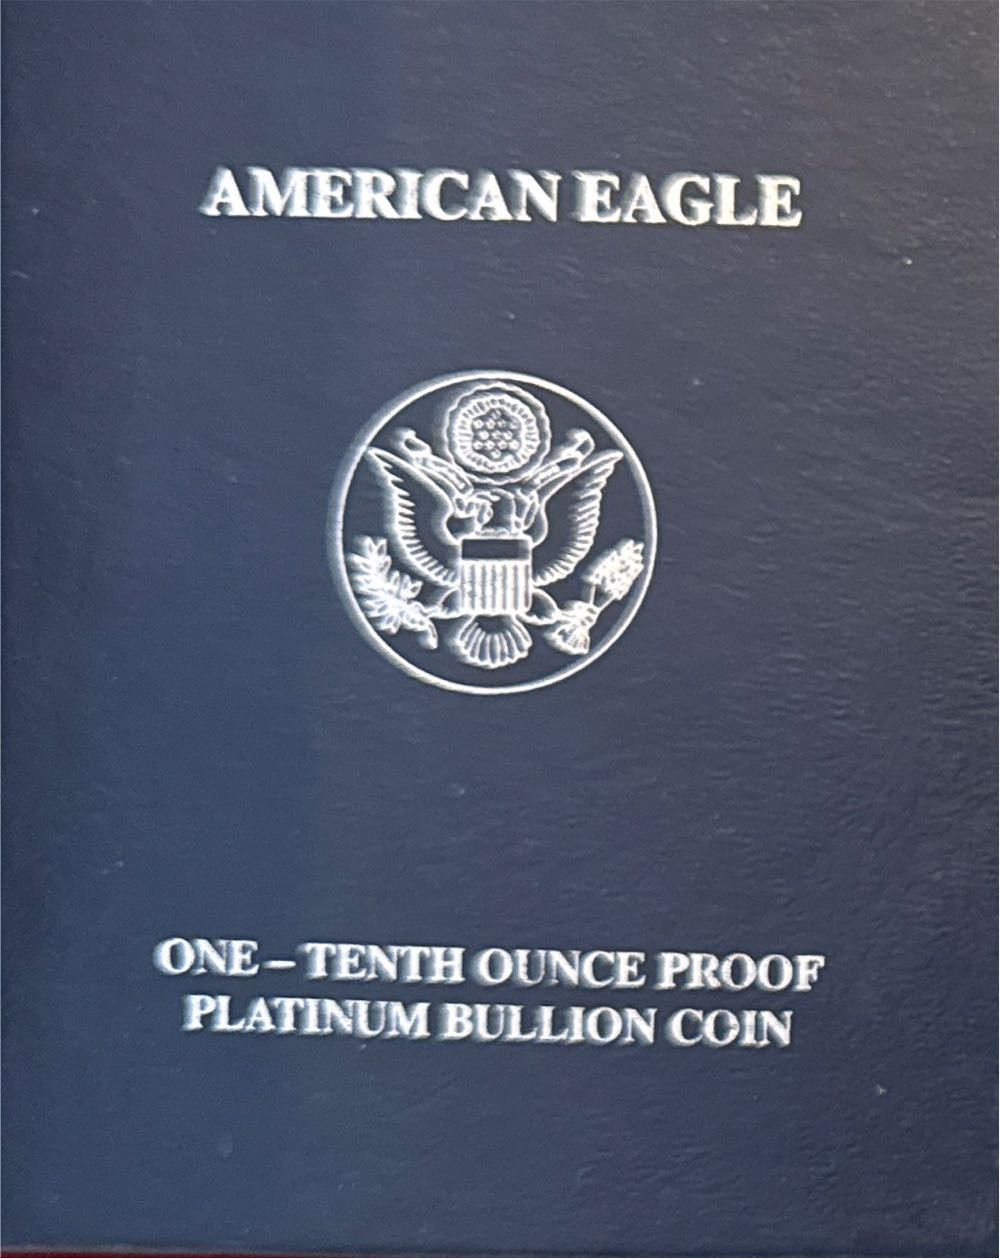 AMERICAN EAGLE
ONE–TENTH OUNCE PROOF
PLATINUM BULLION COIN